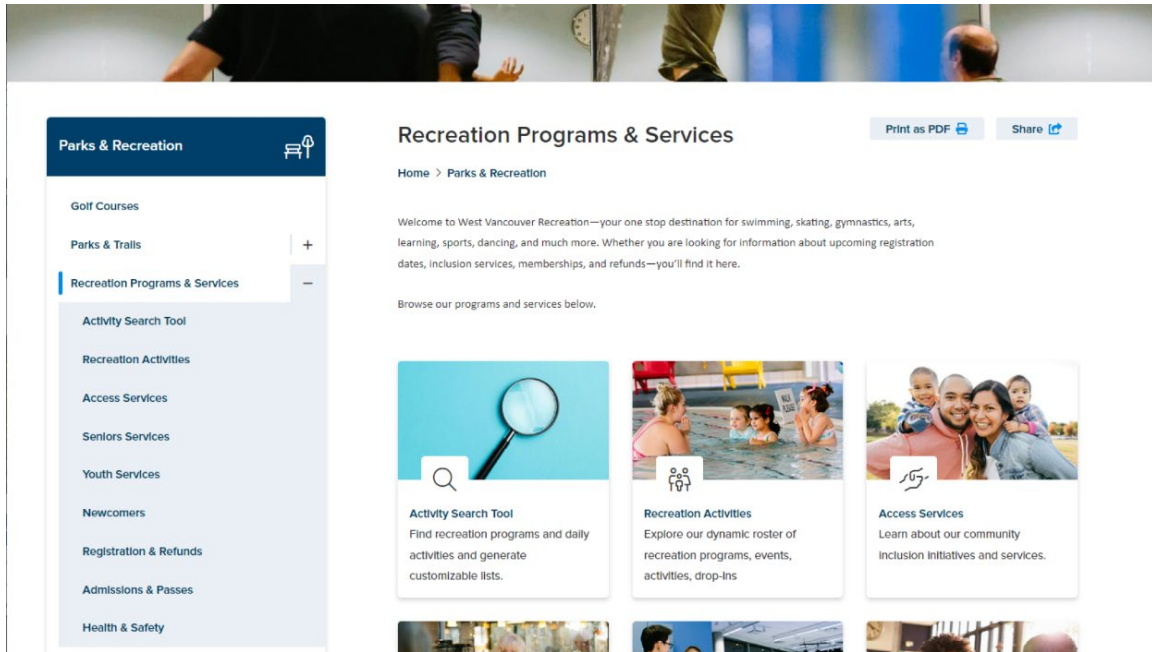 Parks & Recreation
Golf Courses
Parks & Trails
Recreation Programs & Services
Activity Search Tool
Recreation Activities
Access Services
Seniors Services
Youth Services
Newcomers
Registration & Refunds
Admissions & Passes
Health & Safety
Recreation Programs & Services
Print as PDF
Share
Home > Parks & Recreation
Welcome to West Vancouver Recreation—your one stop destination for swimming, skating, gymnastics, arts,
learning, sports, dancing, and much more. Whether you are looking for information about upcoming registration
dates, inclusion services, memberships, and refunds—you'll find it here.
Browse our programs and services below.
WALK
PLEASE
Activity Search Tool
Find recreation programs and daily
activities and generate
customizable lists.
Recreation Activities
Explore our dynamic roster of
recreation programs, events,
activities, drop-ins
Access Services
Learn about our community
inclusion initiatives and services.